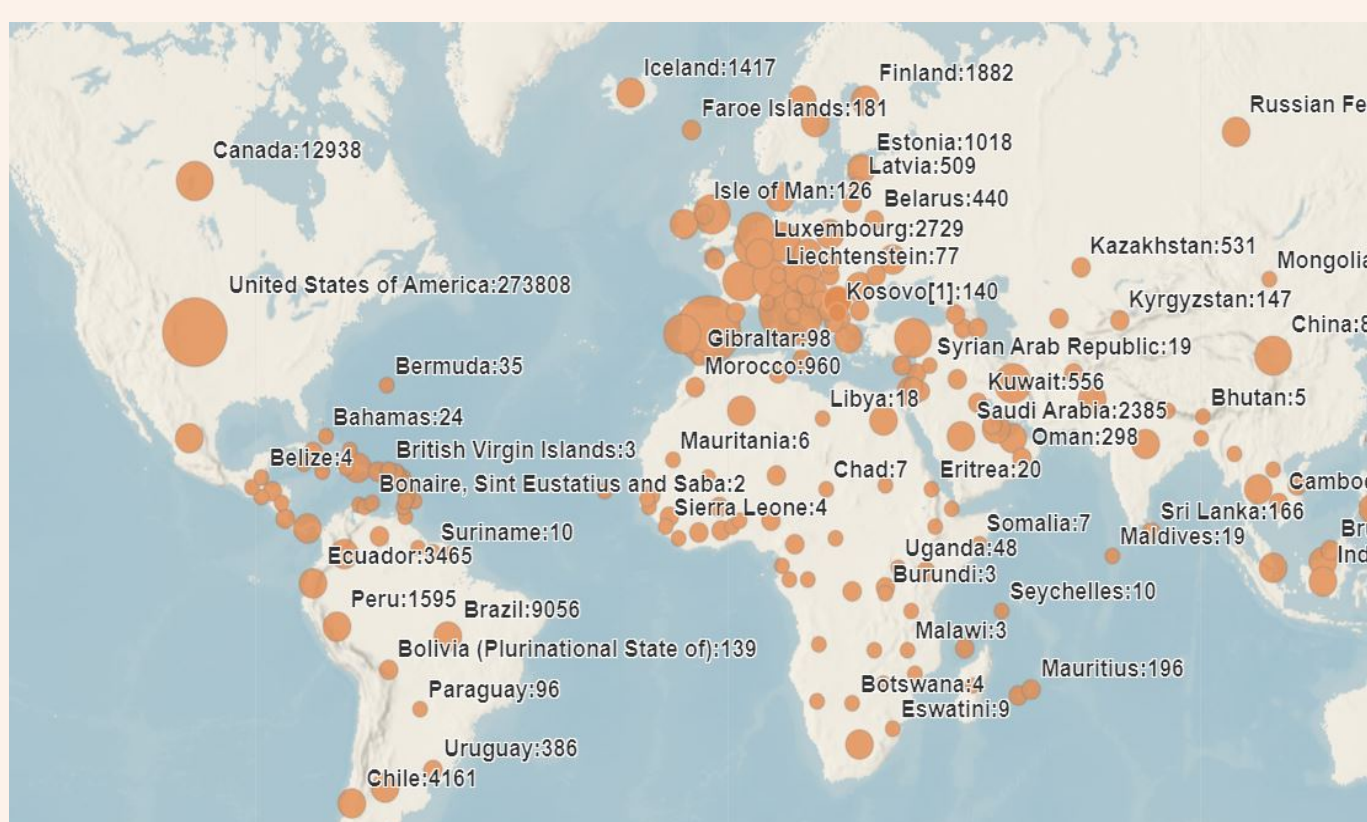 Iceland:1417
Finland:1882
Faroe Islands:181
Russian Fe
Canada:12938
Estonia:1018
Latvia:509
Isle of Man:126
Belarus:440
Luxembourg:2729
Liechtenstein:77
Kazakhstan:531
Mongolia
United States of America:273808
Kosovo[1]:140
Kyrgyzstan:147
China:8
Gibraltar:98
Syrian Arab Republic:19
Bermuda:35
Morocco:960
Kuwait:556
Libya:18
Bhutan:5
Bahamas:24
Saudi Arabia:2385
Oman:298
Mauritania:6
British Virgin Islands:3
Belize:4
Chad:7
Eritrea:20
Bonaire, Sint Eustatius and Saba:2
Camboo
Sierra Leone:4
Sri Lanka:166
Somalia:7
Maldives:19
Bru
Suriname:10
Uganda:48
Ind
Ecuador:3465
Burundi:3
Seychelles:10
Peru:1595
Brazil:9056
Malawi:3
Bolivia (Plurinational State of):139
Mauritius:196
Botswana:4
Paraguay:96
Eswatini:9
Uruguay:386
Chile:4161